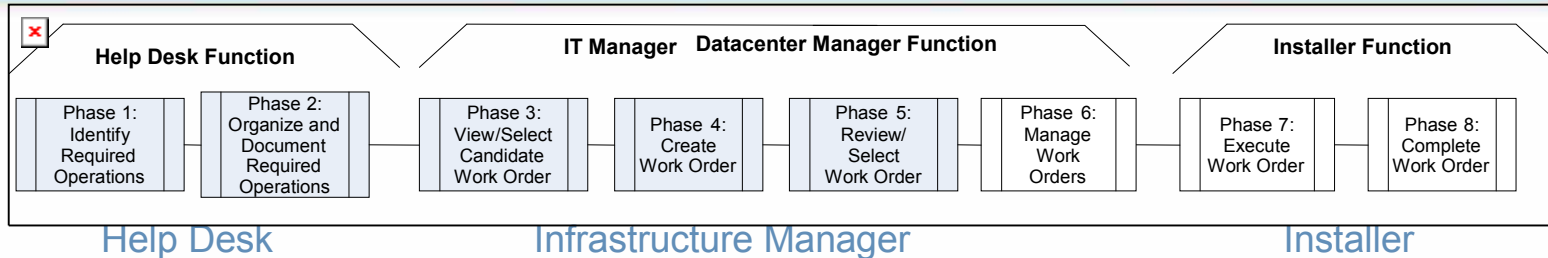 Help Desk Function
IT Manager Datacenter Manager Function
Installer Function
Phase 1:
Identify
Required
Operations
Phase 2:
Organize and
Document
Required
Operations
Phase 3:
View/Select
Candidate
Work Order
Phase 4:
Create
Work Order
Phase 5:
Review/
Select
Work Order
Phase 6:
Manage
Work
Orders
Phase 7:
Execute
Work Order
Phase 8:
Complete
Work Order
Help Desk
Infrastructure Manager
Installer